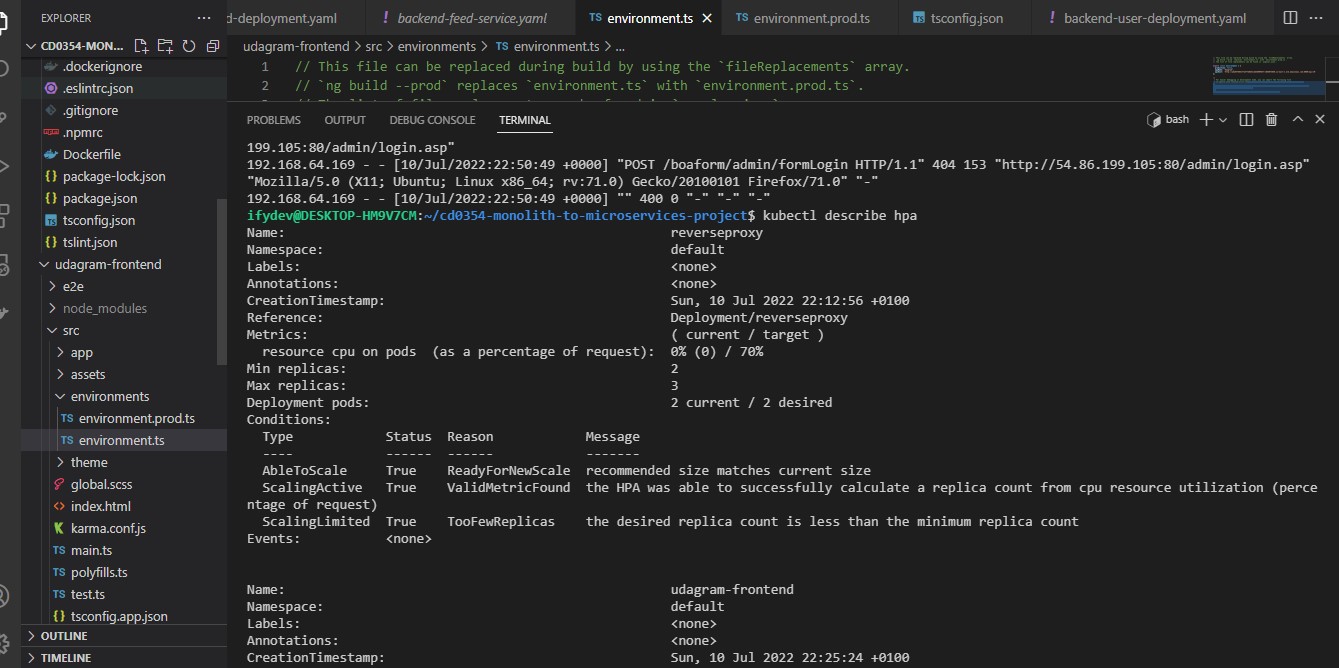 EXPLORER
CD0354-MON...
.dockerignore
.eslintrc.json
.gitignore
.npmrc
Dockerfile
package-lock.json
package.json
tsconfig.json
tslint.json
udagram-frontend
e2e
node_modules
src
app
assets
environments
TS environment.prod.ts
TS environment.ts
theme
global.scss
index.html
karma.conf.js
TS main.ts
TS polyfills.ts
TS test.ts
{} tsconfig.app.json
OUTLINE
TIMELINE
d-deployment.yaml ! backend-feed-service.yaml TS environment.ts TS environment.prod.ts TS tsconfig.json ! backend-user-deployment.yaml
udagram-frontend > src > environments > TS environment.ts > ...
1 // This file can be replaced during build by using the `fileReplacements` array.
2 // `ng build --prod` replaces `environment.ts` with `environment.prod.ts`.
PROBLEMS OUTPUT DEBUG CONSOLE TERMINAL bash
199.105:80/admin/login.asp"
192.168.64.169 - - [10/Jul/2022:22:50:49 +0000] "POST /boaform/admin/formLogin HTTP/1.1" 404 153 "http://54.86.199.105:80/admin/login.asp"
"Mozilla/5.0 (X11; Ubuntu; Linux x86_64; rv:71.0) Gecko/20100101 Firefox/71.0" "-"
192.168.64.169 - - [10/Jul/2022:22:50:49 +0000] "" 400 0 "-" "-" "-"
ifydev@DESKTOP-HM9V7CM:~/cd0354-monolith-to-microservices-project$ kubectl describe hpa
Name: reverseproxy
Namespace: default
Labels: <none>
Annotations: <none>
CreationTimestamp: Sun, 10 Jul 2022 22:12:56 +0100
Reference: Deployment/reverseproxy
Metrics: ( current / target )
resource cpu on pods (as a percentage of request): 0% (0) / 70%
Min replicas: 2
Max replicas: 3
Deployment pods: 2 current / 2 desired
Conditions:
Type Status Reason Message
---- ------ ------ -------
AbleToScale True ReadyForNewScale recommended size matches current size
ScalingActive True ValidMetricFound the HPA was able to successfully calculate a replica count from cpu resource utilization (perce
ntage of request)
ScalingLimited True TooFewReplicas the desired replica count is less than the minimum replica count
Events: <none>
Name: udagram-frontend
Namespace: default
Labels: <none>
Annotations: <none>
CreationTimestamp: Sun, 10 Jul 2022 22:25:24 +0100